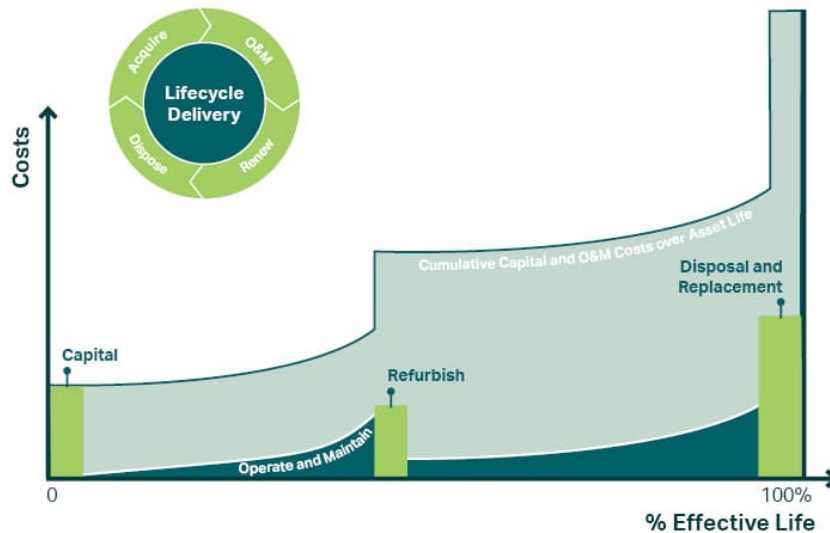 Acquire
O&M
Lifecycle
Delivery
Dispose
Renew
Costs
Cumulative Capital and O&M Costs over Asset Life
Disposal and
Replacement
Capital
Refurbish
Operate and Maintain
0
100%
% Effective Life